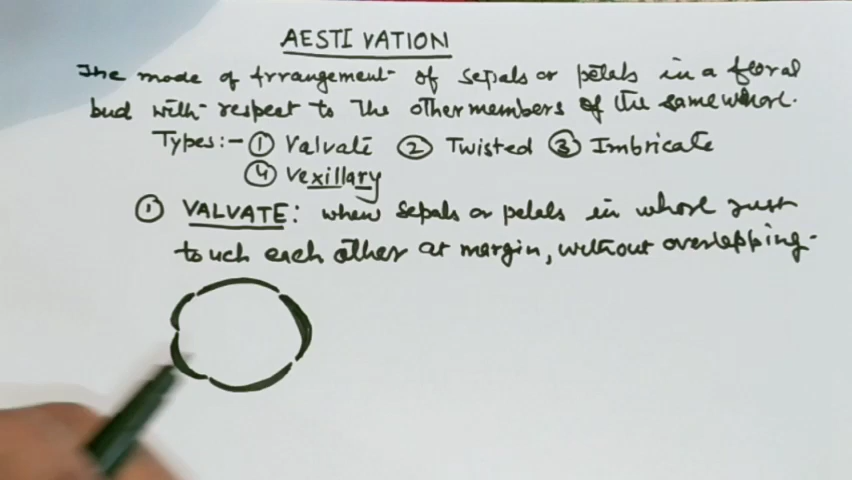 AESTIVATION
The mode of Arrangement of sepals or petals in a floral
bud with respect to the other members of the same whorl.
Types:- ① Valvate ② Twisted ③ Imbricate
④ Vexillary
① VALVATE: when sepals or petals in whorl just
touch each other at margin, without overlapping.